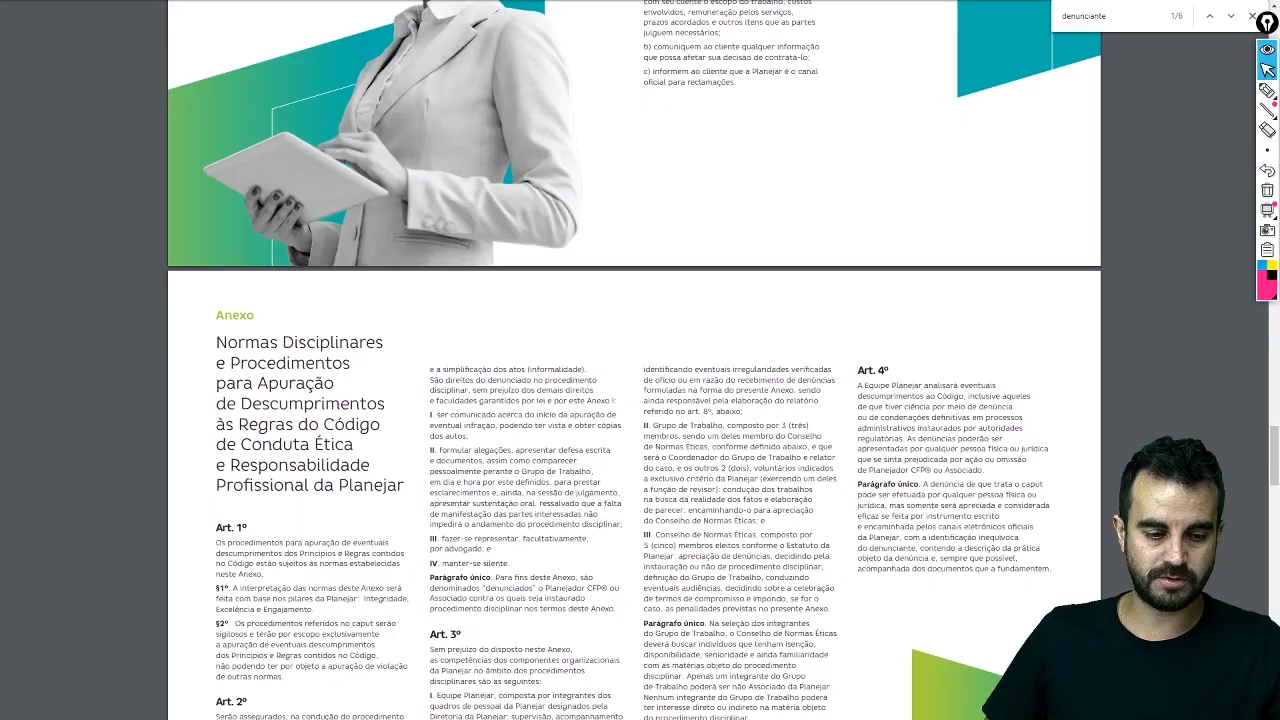 denunciante
1/6
com seu cliente o escopo do trabalho, custos
envolvidos, remuneração pelos serviços,
prazos acordados e outros itens que as partes
julguem necessários;
b) comuniquem ao cliente qualquer informação
que possa afetar sua decisão de contratá-lo;
c) informem ao cliente que a Planejar é o canal
oficial para reclamações.
Anexo
Normas Disciplinares
e Procedimentos
para Apuração
de Descumprimentos
às Regras do Código
de Conduta Ética
e Responsabilidade
Profissional da Planejar
Art. 1º
Os procedimentos para apuração de eventuais
descumprimentos dos Princípios e Regras contidos
no Código estão sujeitos às normas estabelecidas
neste Anexo.
§1º. A interpretação das normas deste Anexo será
feita com base nos pilares da Planejar: Integridade,
Excelência e Engajamento.
§2º. Os procedimentos referidos no caput serão
sigilosos e terão por escopo exclusivamente
a apuração de eventuais descumprimentos
dos Princípios e Regras contidos no Código,
não podendo ter por objeto a apuração de violação
de outras normas.
Art. 2º
Serão assegurados, na condução do procedimento
e a simplificação dos atos (informalidade).
São direitos do denunciado no procedimento
disciplinar, sem prejuízo dos demais direitos
e faculdades garantidos por lei e por este Anexo I:
I. ser comunicado acerca do início da apuração de
eventual infração, podendo ter vista e obter cópias
dos autos;
II. formular alegações, apresentar defesa escrita
e documentos, assim como comparecer
pessoalmente perante o Grupo de Trabalho,
em dia e hora por este definidos, para prestar
esclarecimentos e, ainda, na sessão de julgamento,
apresentar sustentação oral, ressalvado que a falta
de manifestação das partes interessadas não
impedirá o andamento do procedimento disciplinar;
III. fazer-se representar, facultativamente,
por advogado; e
IV. manter-se silente.
Parágrafo único. Para fins deste Anexo, são
denominados "denunciados" o Planejador CFP® ou
Associado contra os quais seja instaurado
procedimento disciplinar nos termos deste Anexo.
Art. 3º
Sem prejuízo do disposto neste Anexo,
as competências dos componentes organizacionais
da Planejar no âmbito dos procedimentos
disciplinares são as seguintes:
I. Equipe Planejar, composta por integrantes dos
quadros de pessoal da Planejar designados pela
Diretoria da Planejar: supervisão, acompanhamento
identificando eventuais irregularidades verificadas
de ofício ou em razão do recebimento de denúncias
formuladas na forma do presente Anexo, sendo
ainda responsável pela elaboração do relatório
referido no art. 8º, abaixo;
II. Grupo de Trabalho, composto por 3 (três)
membros, sendo um deles membro do Conselho
de Normas Éticas, conforme definido abaixo, e que
será o Coordenador do Grupo de Trabalho e relator
do caso, e os outros 2 (dois), voluntários indicados
a exclusivo critério da Planejar (exercendo um deles
a função de revisor): condução dos trabalhos
na busca da realidade dos fatos e elaboração
de parecer, encaminhando-o para apreciação
do Conselho de Normas Éticas; e
III. Conselho de Normas Éticas, composto por
5 (cinco) membros eleitos conforme o Estatuto da
Planejar: apreciação de denúncias, decidindo pela
instauração ou não de procedimento disciplinar,
definição do Grupo de Trabalho, conduzindo
eventuais audiências, decidindo sobre a celebração
de termos de compromisso e impondo, se for o
caso, as penalidades previstas no presente Anexo.
Parágrafo único. Na seleção dos integrantes
do Grupo de Trabalho, o Conselho de Normas Éticas
deverá buscar indivíduos que tenham isenção,
disponibilidade, senioridade e ainda familiaridade
com as matérias objeto do procedimento
disciplinar. Apenas um integrante do Grupo
de Trabalho poderá ser não Associado da Planejar.
Nenhum integrante do Grupo de Trabalho poderá
ter interesse direto ou indireto na matéria objeto
do procedimento disciplinar.
Art. 4º
A Equipe Planejar analisará eventuais
descumprimentos ao Código, inclusive aqueles
de que tiver ciência por meio de denúncia
ou de condenações definitivas em processos
administrativos instaurados por autoridades
regulatórias. As denúncias poderão ser
apresentadas por qualquer pessoa física ou jurídica
que se sinta prejudicada por ação ou omissão
de Planejador CFP® ou Associado.
Parágrafo único. A denúncia de que trata o caput
pode ser efetuada por qualquer pessoa física ou
jurídica, mas somente será apreciada e considerada
eficaz se feita por instrumento escrito
e encaminhada pelos canais eletrônicos oficiais
da Planejar, com a identificação inequívoca
do denunciante, contendo a descrição da prática
objeto da denúncia e, sempre que possível,
acompanhada dos documentos que a fundamentem.